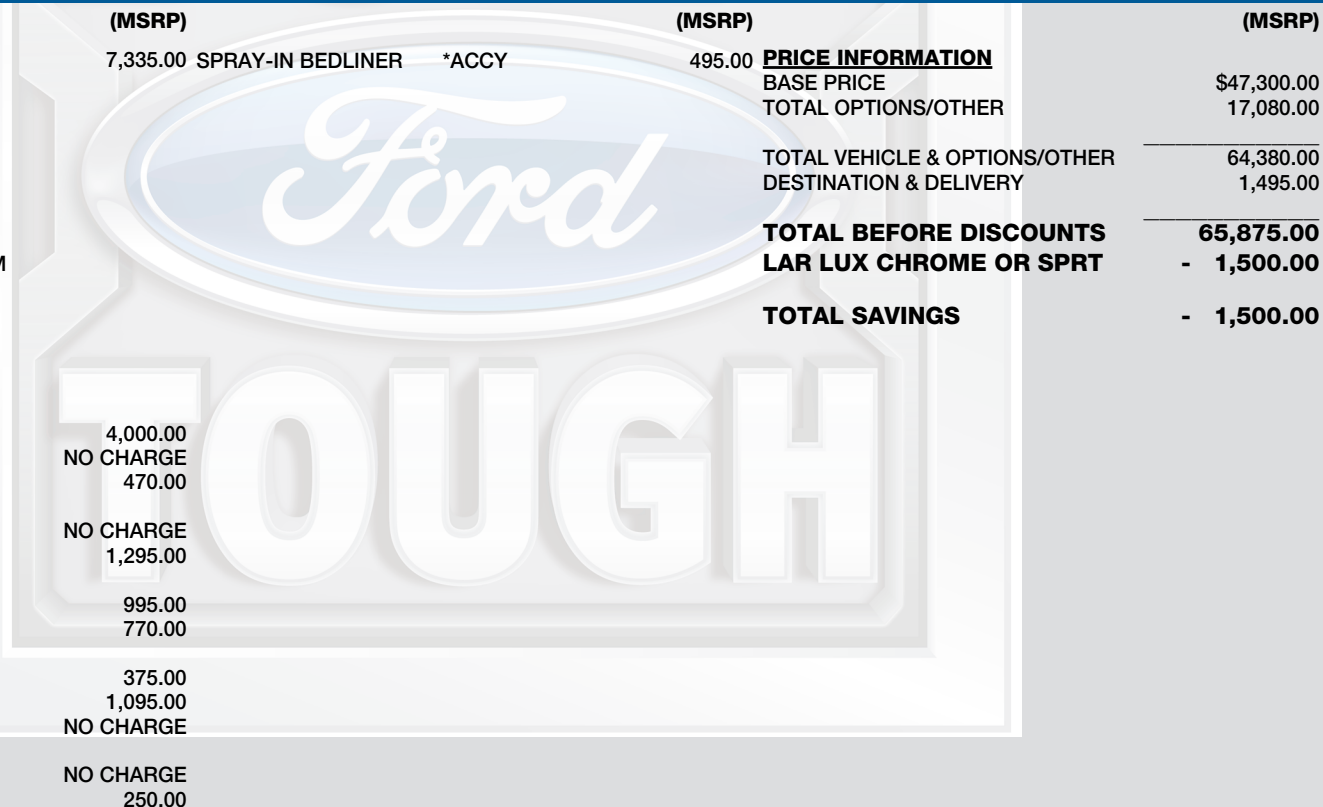 (MSRP) (MSRP) (MSRP)
7,335.00 SPRAY-IN BEDLINER *ACCY 495.00 PRICE INFORMATION
BASE PRICE $47,300.00
TOTAL OPTIONS/OTHER 17,080.00
TOTAL VEHICLE & OPTIONS/OTHER 64,380.00
DESTINATION & DELIVERY 1,495.00
TOTAL BEFORE DISCOUNTS 65,875.00
LAR LUX CHROME OR SPRT - 1,500.00
TOTAL SAVINGS - 1,500.00
Ford
TOUGH
4,000.00
NO CHARGE
470.00
NO CHARGE
1,295.00
995.00
770.00
375.00
1,095.00
NO CHARGE
NO CHARGE
250.00